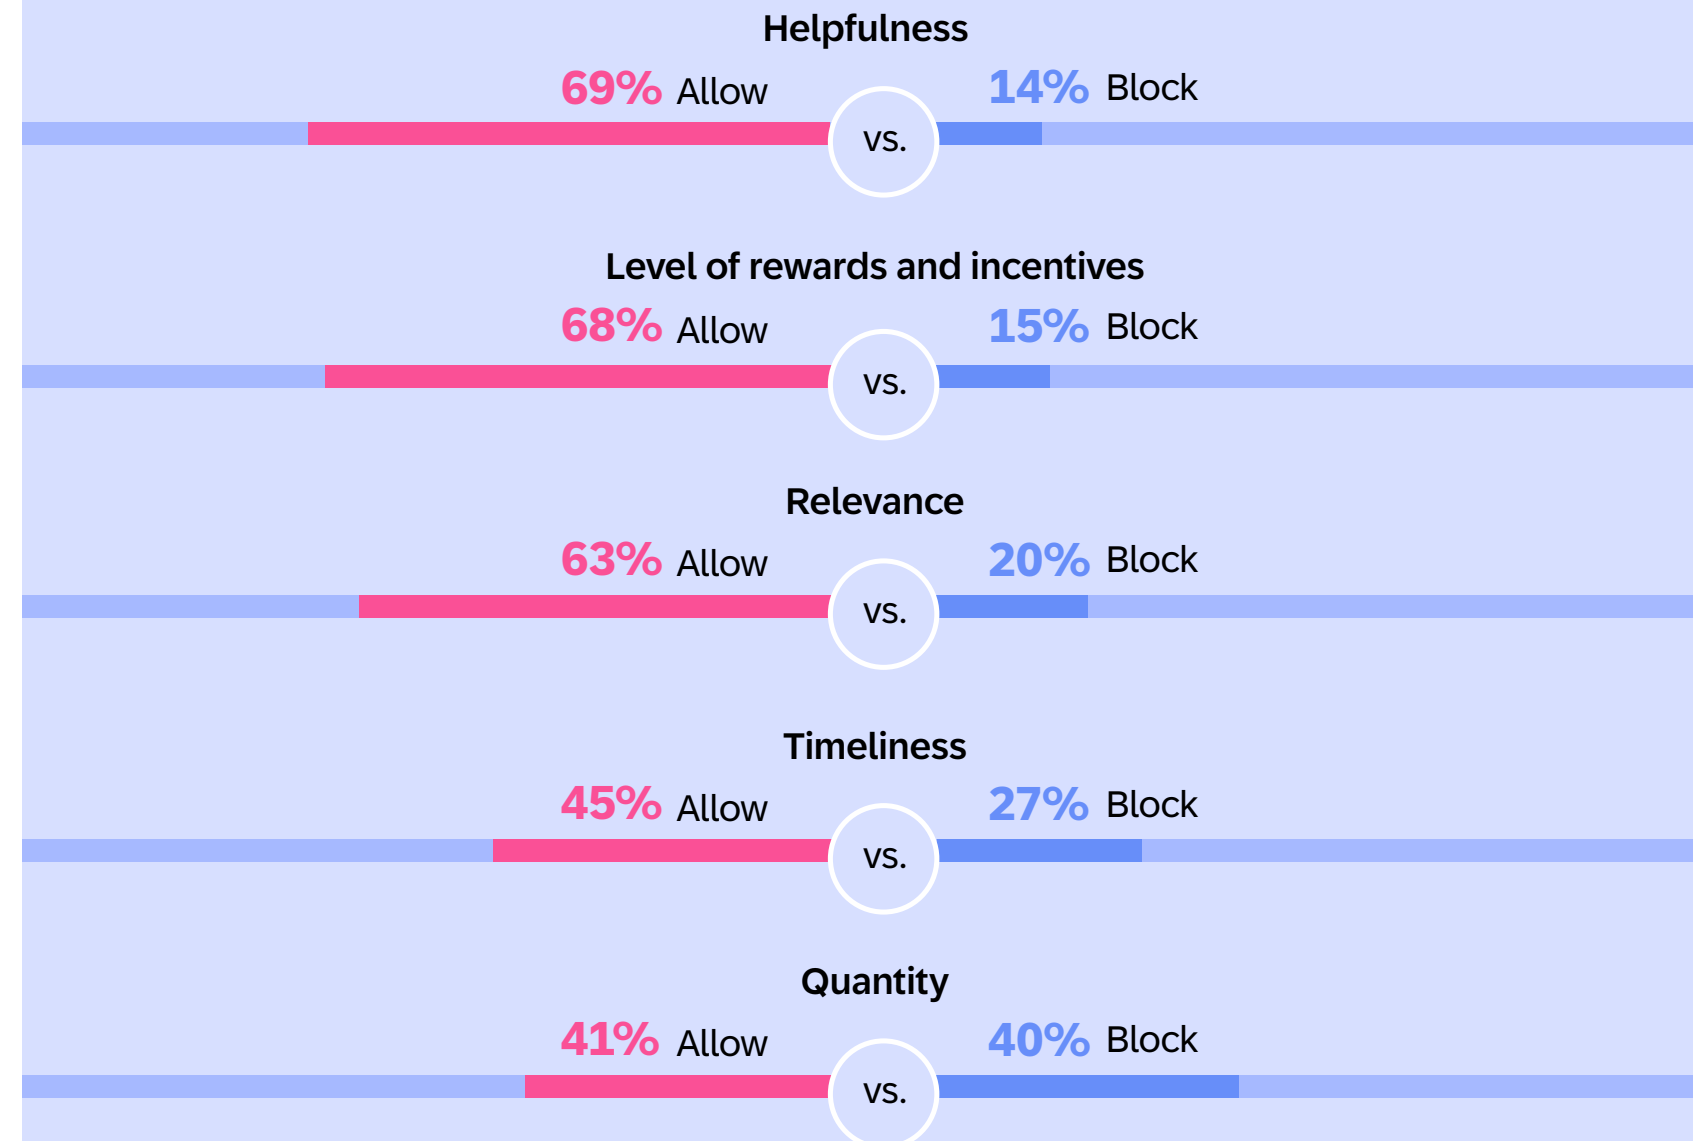 Helpfulness
69% Allow vs. 14% Block
Level of rewards and incentives
68% Allow vs. 15% Block
Relevance
63% Allow vs. 20% Block
Timeliness
45% Allow vs. 27% Block
Quantity
41% Allow vs. 40% Block